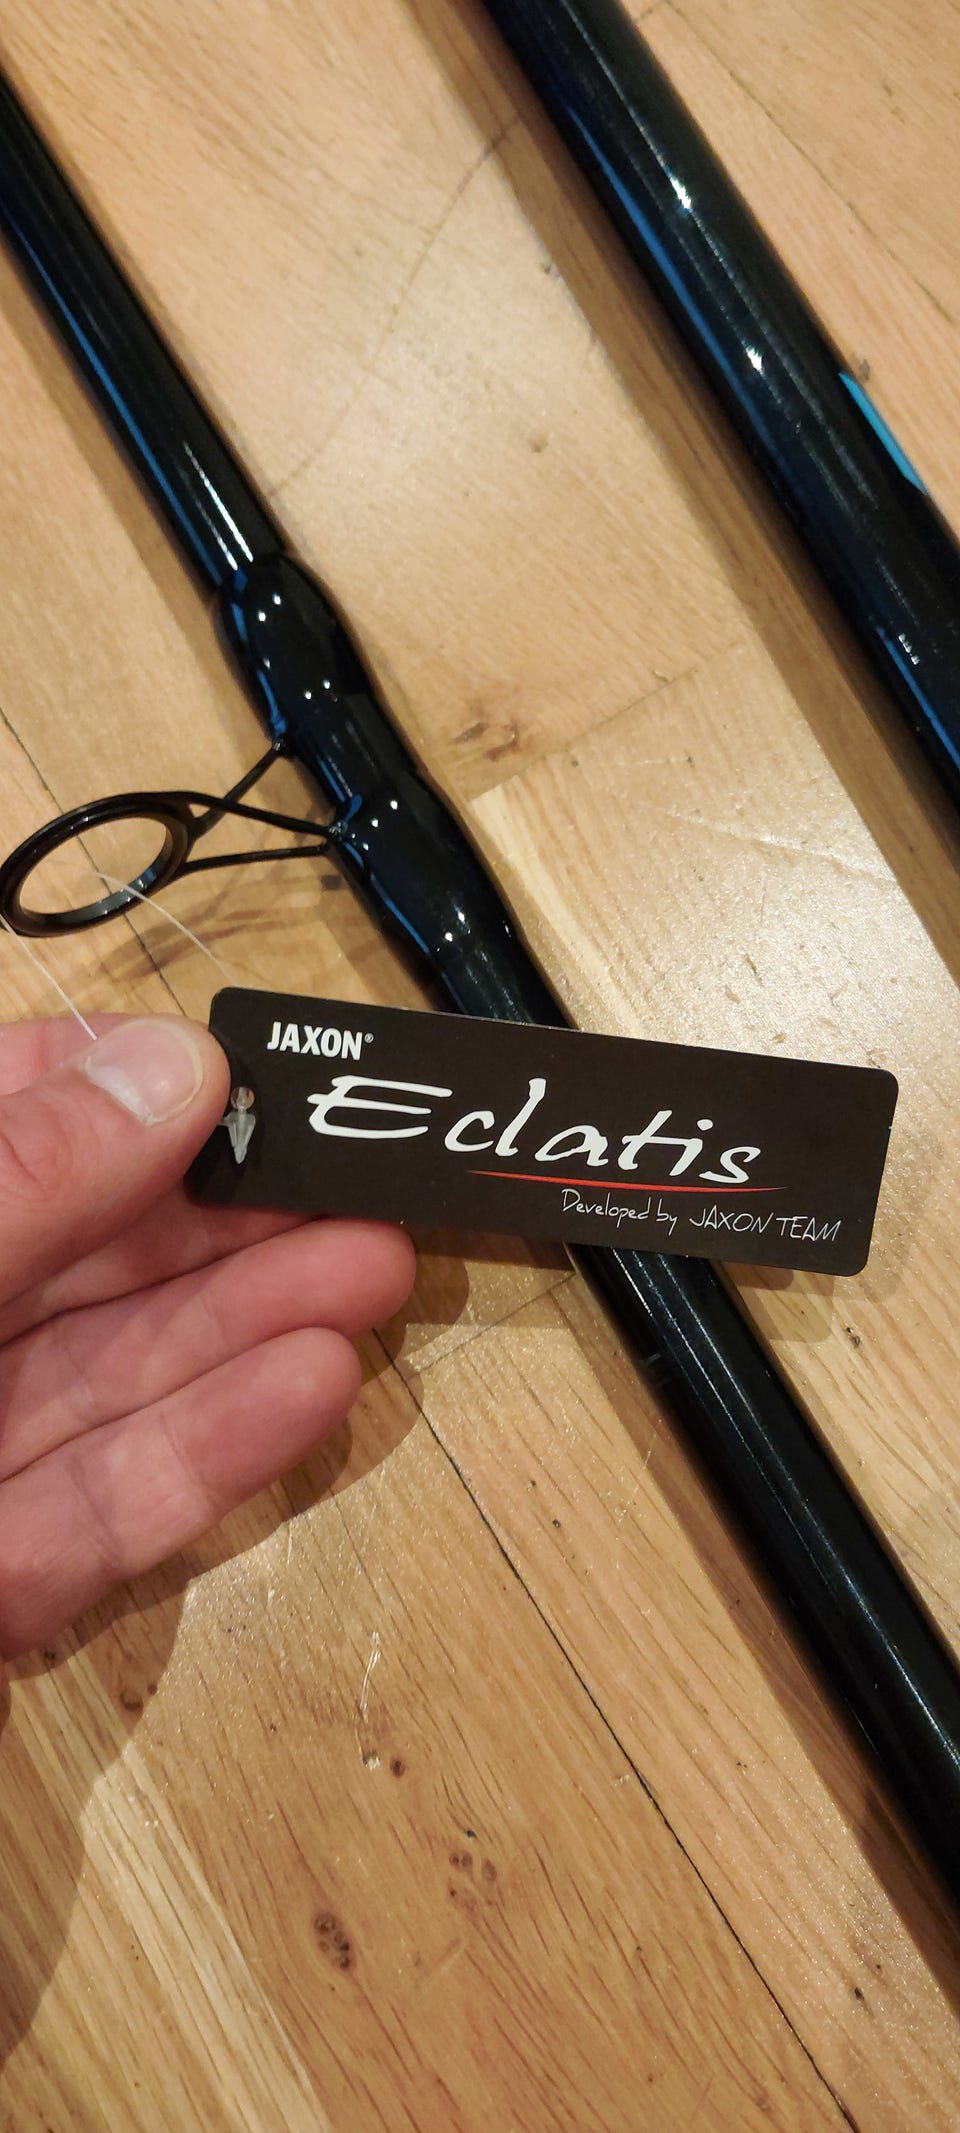 JAXON®
Eclatis
Developed by JAXON TEAM